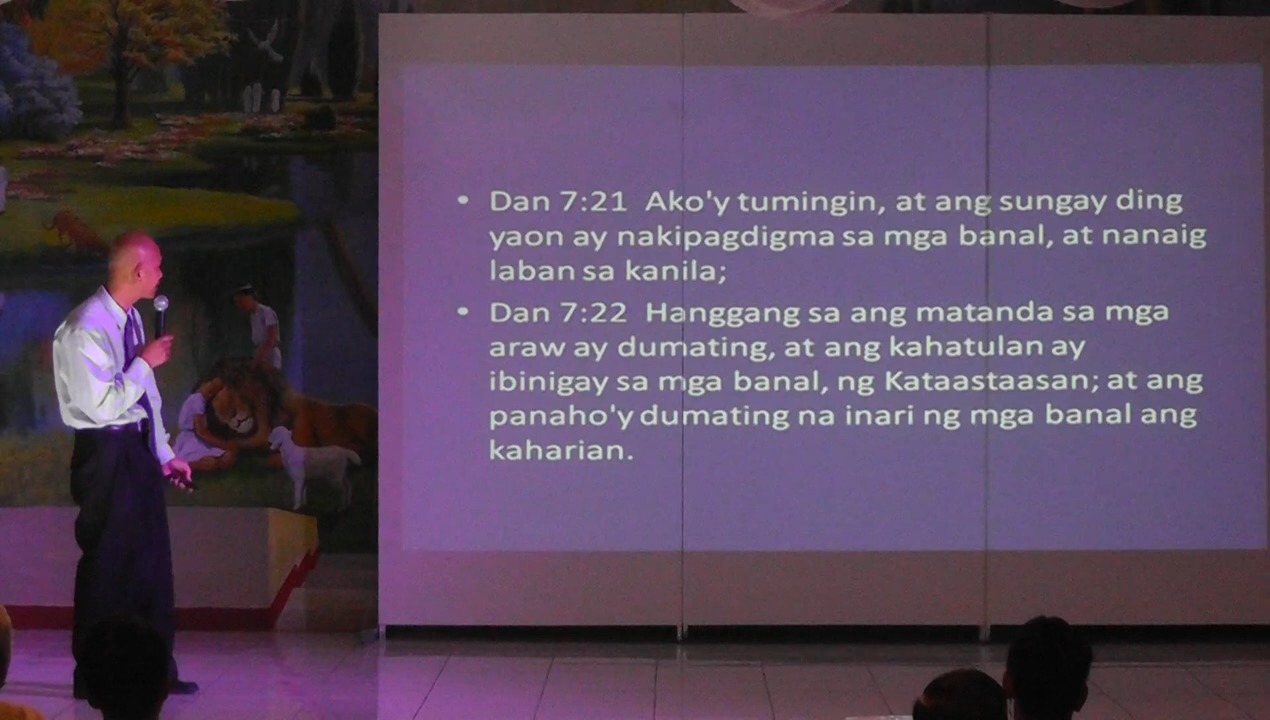 • Dan 7:21 Ako'y tumingin, at ang sungay ding
yaon ay nakipagdigma sa mga banal, at nanaig
laban sa kanila;
• Dan 7:22 Hanggang sa ang matanda sa mga
araw ay dumating, at ang kahatulan ay
ibinigay sa mga banal, ng Kataastaasan; at ang
panaho'y dumating na inari ng mga banal ang
kaharian.